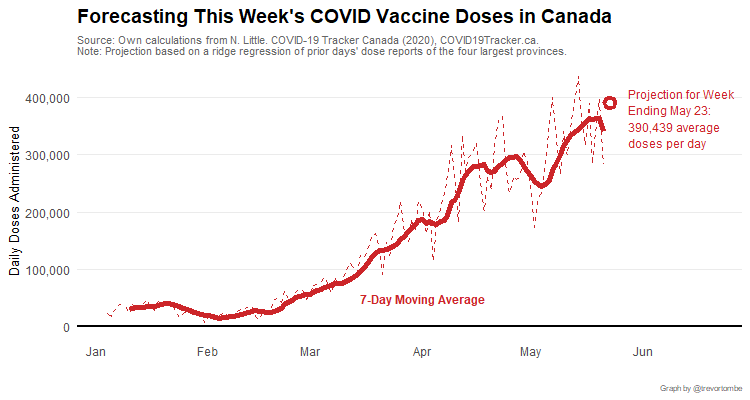 Forecasting This Week's COVID Vaccine Doses in Canada
Source: Own calculations from N. Little. COVID-19 Tracker Canada (2020), COVID19Tracker.ca.
Note: Projection based on a ridge regression of prior days' dose reports of the four largest provinces.
Daily Doses Administered
400,000
300,000
200,000
100,000
0
Projection for Week
Ending May 23:
390,439 average
doses per day
7-Day Moving Average
Jan Feb Mar Apr May Jun
Graph by @trevortombe